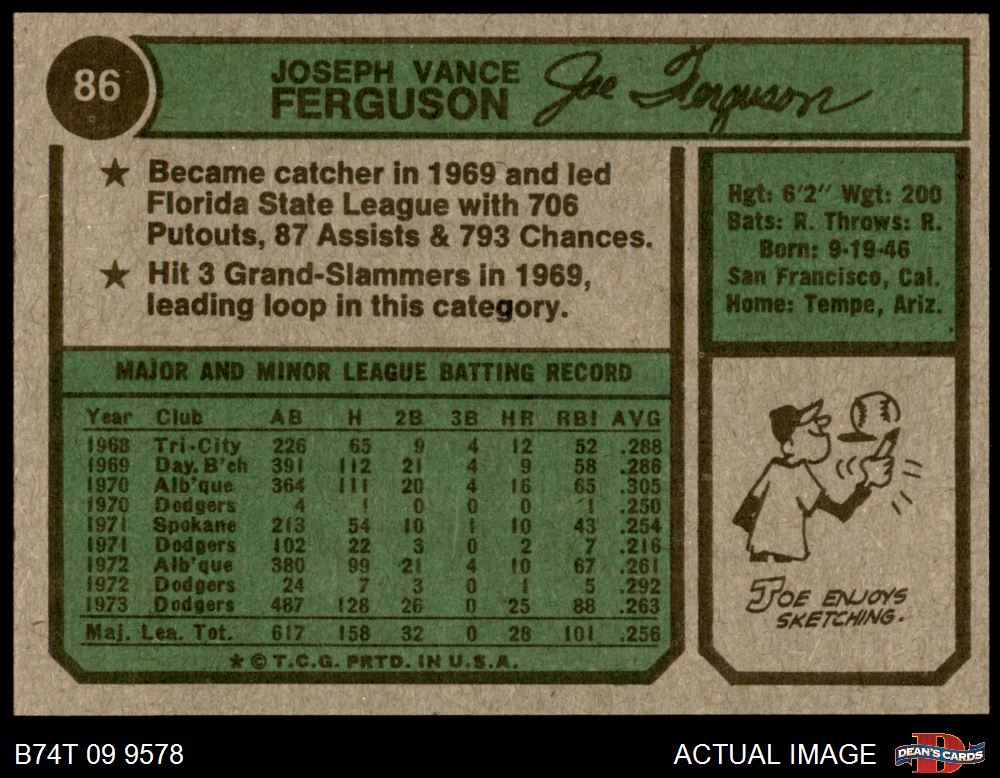 86
JOSEPH VANCE
FERGUSON
Joe Ferguson
★ Became catcher in 1969 and led
Florida State League with 706
Putouts, 87 Assists & 793 Chances.
★ Hit 3 Grand-Slammers in 1969,
leading loop in this category.
Hgt: 6'2" Wgt: 200
Bats: R. Throws: R.
Born: 9-19-46
San Francisco, Cal.
Home: Tempe, Ariz.
MAJOR AND MINOR LEAGUE BATTING RECORD
Year Club AB H 2B 3B HR RBI AVG
1968 Tri-City 226 65 9 4 12 52 .288
1969 Day. B'ch 391 112 21 4 9 58 .286
1970 Alb'que 364 111 20 4 16 65 .305
1970 Dodgers 4 1 0 0 0 1 .250
1971 Spokane 213 54 10 1 10 43 .254
1971 Dodgers 102 22 3 0 2 7 .216
1972 Alb'que 380 99 21 4 10 67 .261
1972 Dodgers 24 7 3 0 1 5 .292
1973 Dodgers 487 128 26 0 25 88 .263
Maj. Lea. Tot. 617 158 32 0 28 101 .256
★ © T.C.G. PRTD. IN U.S.A.
JOE ENJOYS
SKETCHING.
B74T 09 9578
ACTUAL IMAGE
DEAN'S CARDS